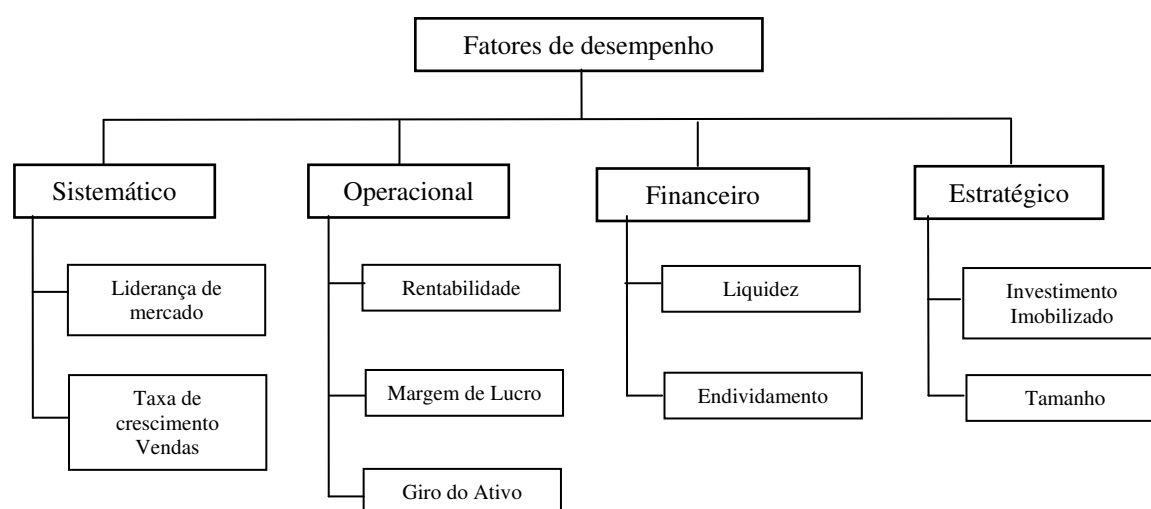 Fatores de desempenho
Sistemático
Operacional
Financeiro
Estratégico
Liderança de
mercado
Rentabilidade
Liquidez
Investimento
Imobilizado
Taxa de
crescimento
Vendas
Margem de Lucro
Endividamento
Tamanho
Giro do Ativo